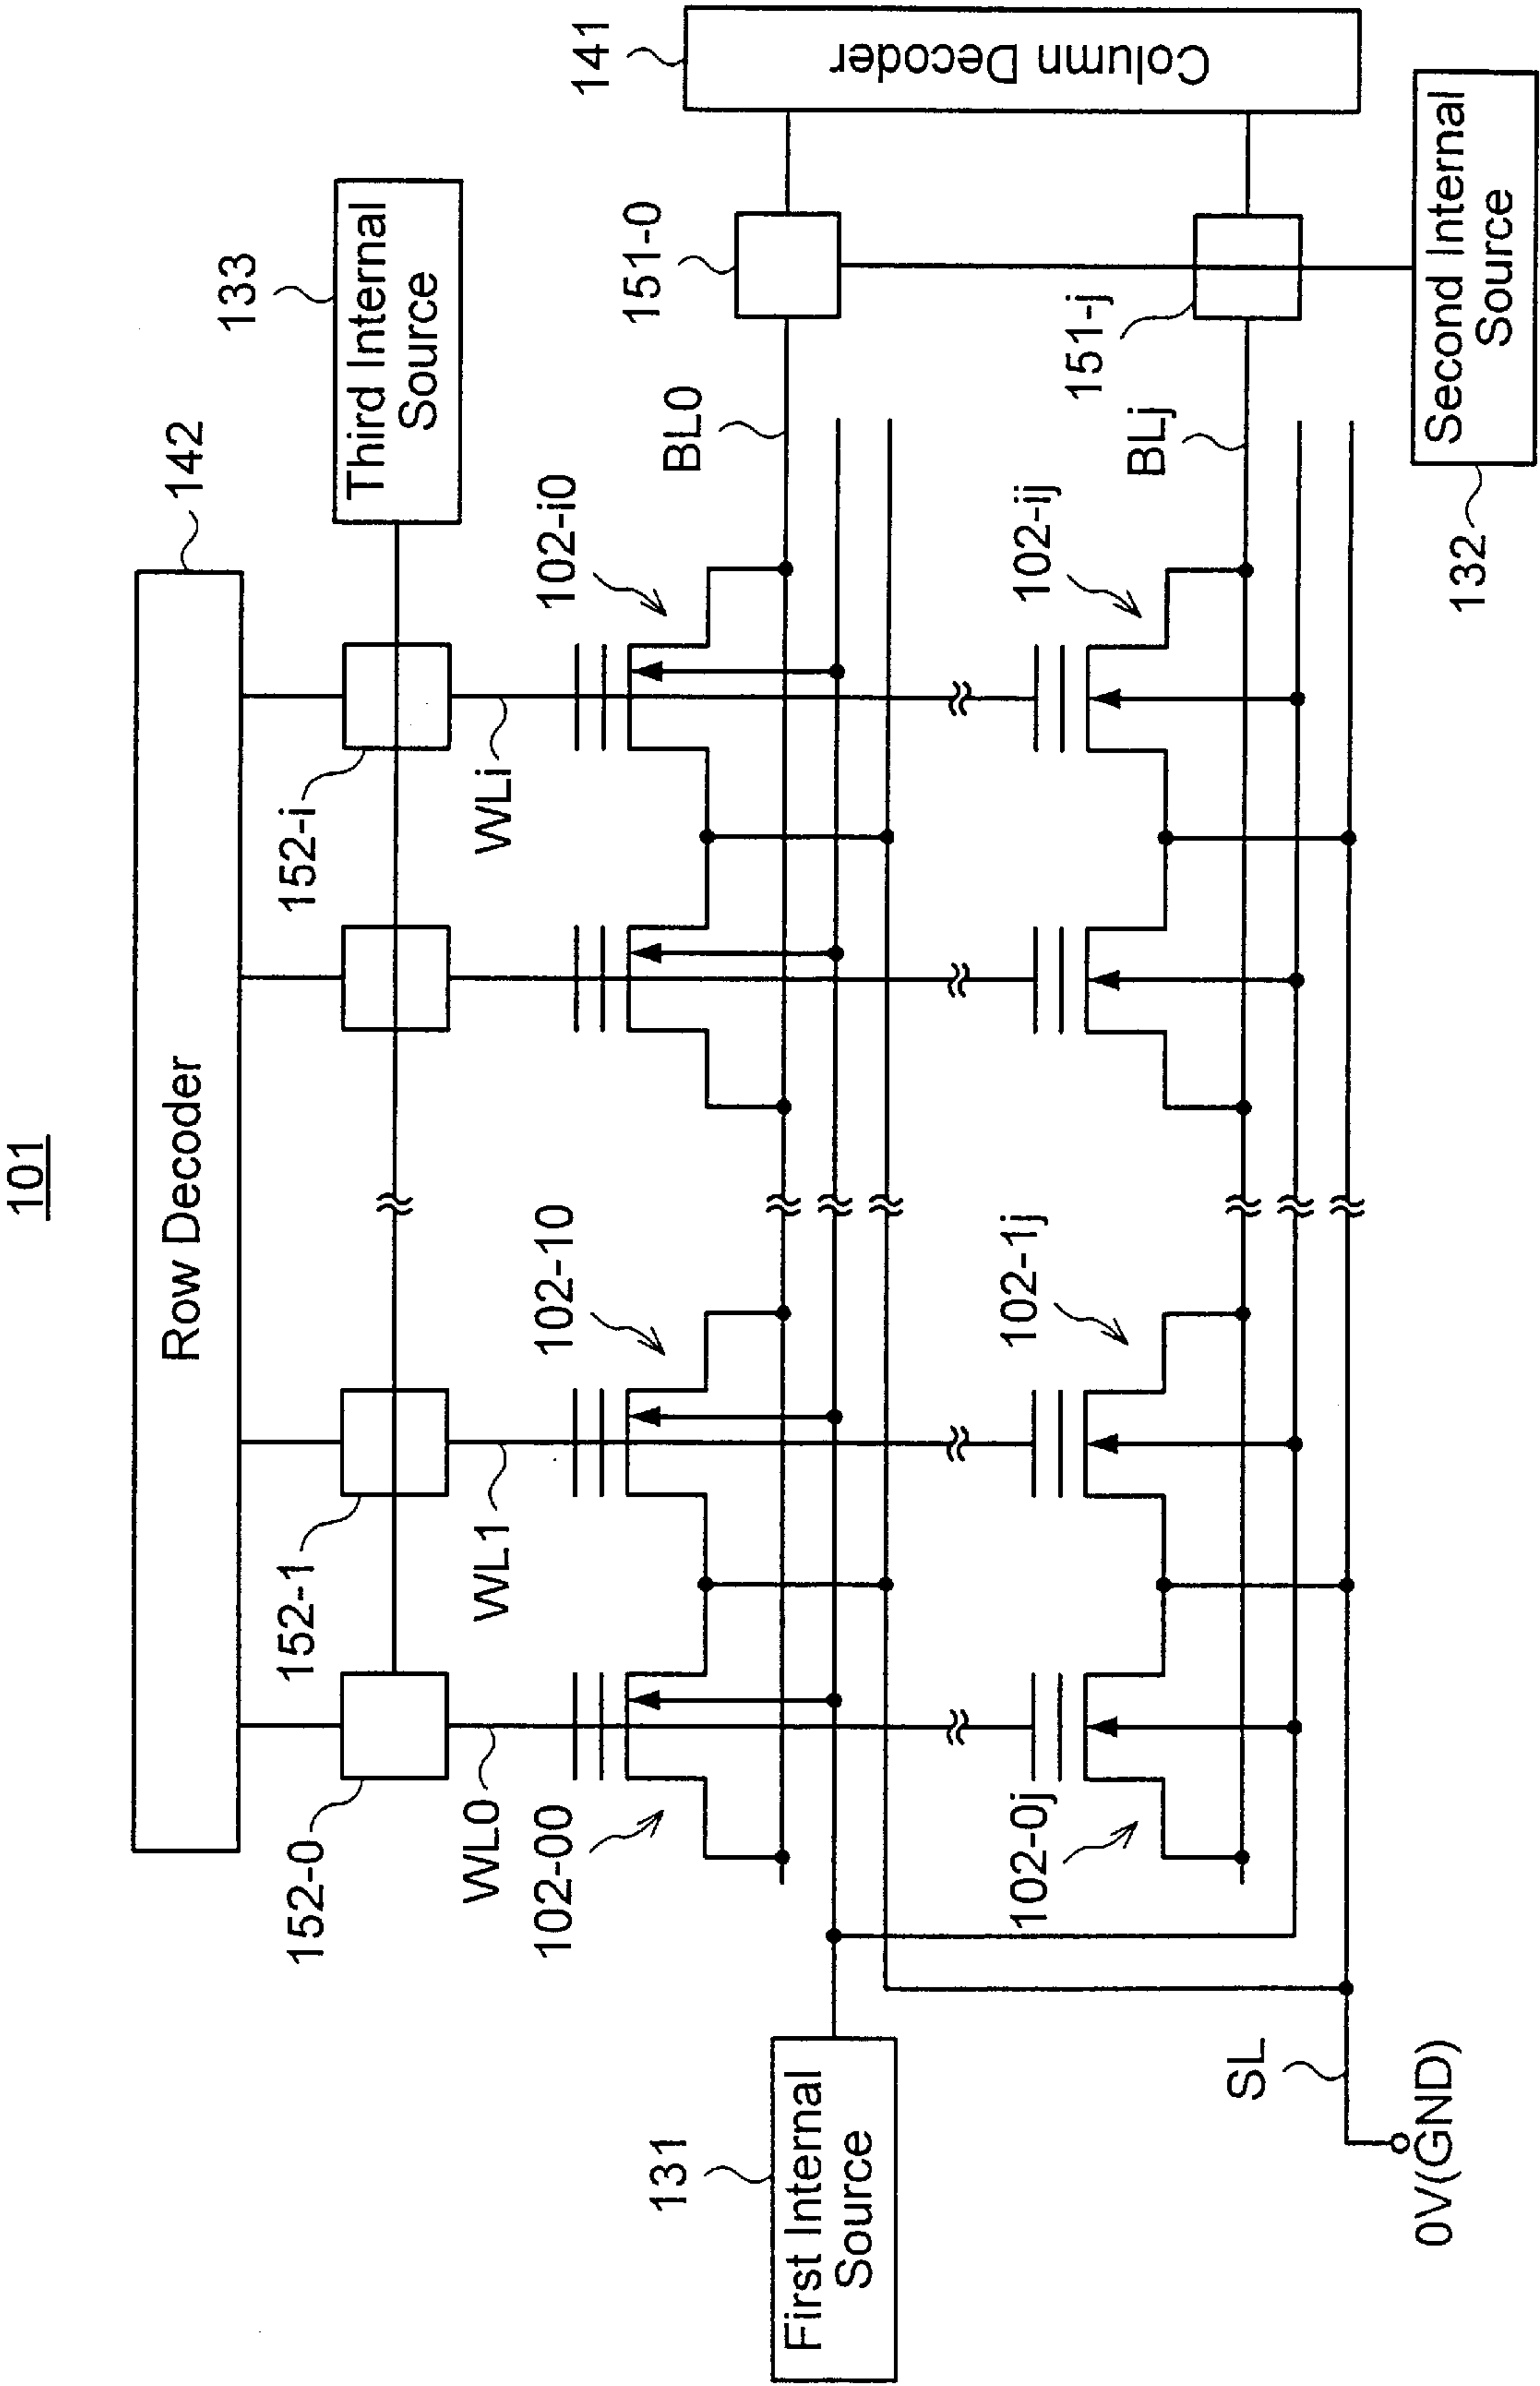 101
Row Decoder
142
Third Internal
Source
133
152-0
152-1
152-i
WL0
WL1
WLi
102-00
102-10
102-i0
BL0
151-0
141
Column Decoder
First Internal
Source
131
102-0j
102-1j
102-ij
BLj
151-j
SL
0V(GND)
132
Second Internal
Source